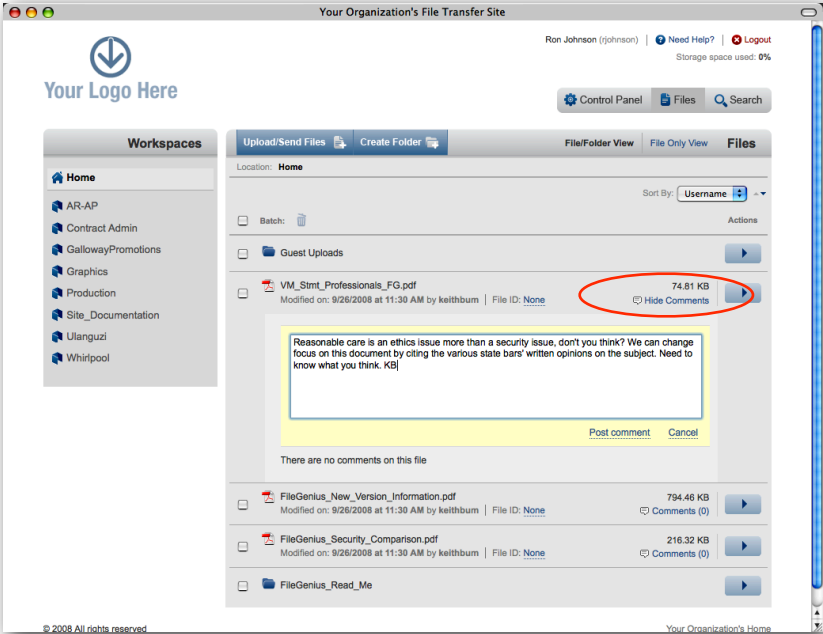 Your Organization's File Transfer Site
Ron Johnson (rjohnson) | Need Help? | Logout
Storage space used: 0%
Your Logo Here
Control Panel Files Search
Workspaces
Home
AR-AP
Contract Admin
GallowayPromotions
Graphics
Production
Site_Documentation
Ulanguzi
Whirlpool
Upload/Send Files Create Folder File/Folder View | File Only View Files
Location: Home
Sort By: Username
Batch: Actions
Guest Uploads
VM_Stmt_Professionals_FG.pdf 74.81 KB
Modified on: 9/26/2008 at 11:30 AM by keithburn | File ID: None Hide Comments
Reasonable care is an ethics issue more than a security issue, don't you think? We can change
focus on this document by citing the various state bars' written opinions on the subject. Need to
know what you think. KB
Post comment Cancel
There are no comments on this file
FileGenius_New_Version_Information.pdf 794.46 KB
Modified on: 9/26/2008 at 11:30 AM by keithburn | File ID: None Comments (0)
FileGenius_Security_Comparison.pdf 216.32 KB
Modified on: 9/26/2008 at 11:30 AM by keithburn | File ID: None Comments (0)
FileGenius_Read_Me
© 2008 All rights reserved Your Organization's Home